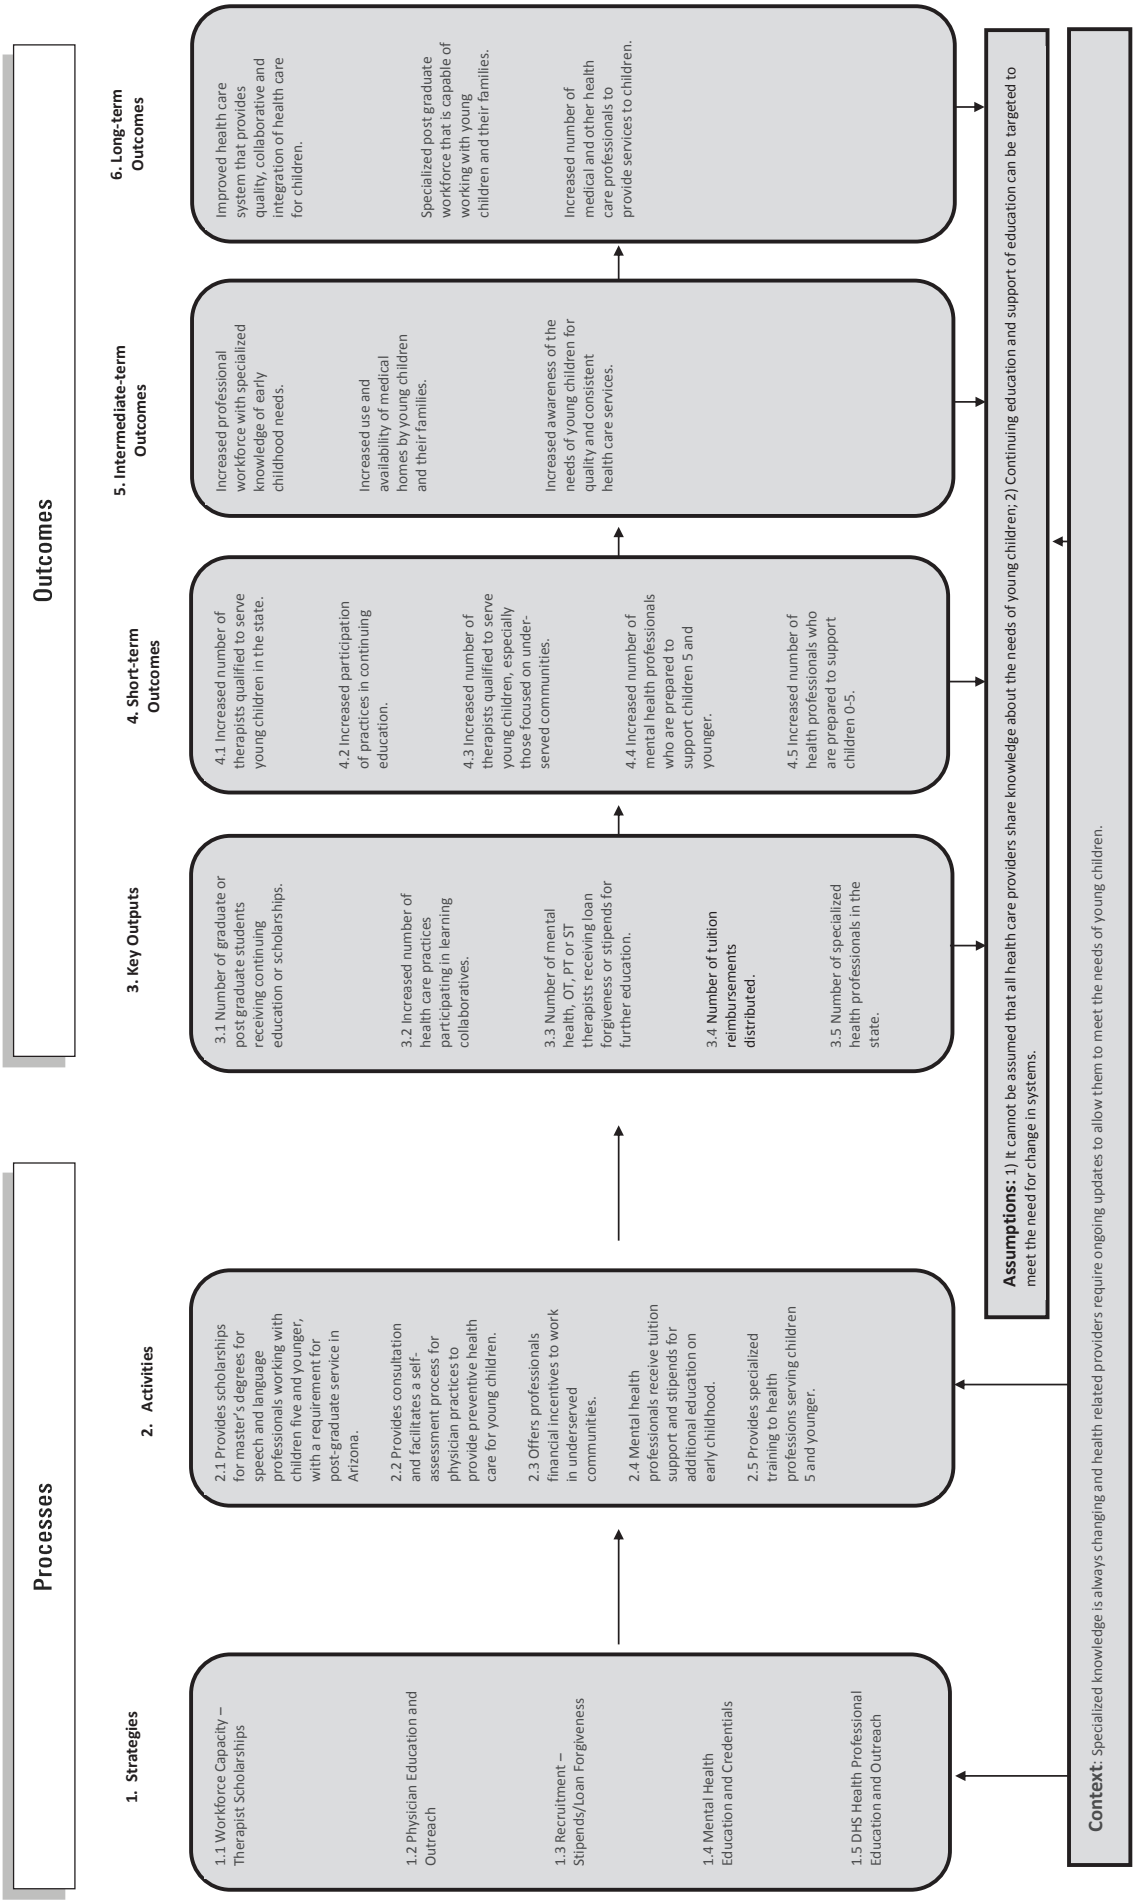 Processes
Outcomes
1. Strategies
1.1 Workforce Capacity –
Therapist Scholarships
1.2 Physician Education and
Outreach
1.3 Recruitment –
Stipends/Loan Forgiveness
1.4 Mental Health
Education and Credentials
1.5 DHS Health Professional
Education and Outreach
2. Activities
2.1 Provides scholarships
for master's degrees for
speech and language
professionals working with
children five and younger,
with a requirement for
post-graduate service in
Arizona.
2.2 Provides consultation
and facilitates a self-
assessment process for
physician practices to
provide preventive health
care for young children.
2.3 Offers professionals
financial incentives to work
in underserved
communities.
2.4 Mental health
professionals receive tuition
support and stipends for
additional education on
early childhood.
2.5 Provides specialized
training to health
professions serving children
5 and younger.
3. Key Outputs
3.1 Number of graduate or
post graduate students
receiving continuing
education or scholarships.
3.2 Increased number of
health care practices
participating in learning
collaboratives.
3.3 Number of mental
health, OT, PT or ST
therapists receiving loan
forgiveness or stipends for
further education.
3.4 Number of tuition
reimbursements
distributed.
3.5 Number of specialized
health professionals in the
state.
4. Short-term
Outcomes
4.1 Increased number of
therapists qualified to serve
young children in the state.
4.2 Increased participation
of practices in continuing
education.
4.3 Increased number of
therapists qualified to serve
young children, especially
those focused on under-
served communities.
4.4 Increased number of
mental health professionals
who are prepared to
support children 5 and
younger.
4.5 Increased number of
health professionals who
are prepared to support
children 0-5.
5. Intermediate-term
Outcomes
Increased professional
workforce with specialized
knowledge of early
childhood needs.
Increased use and
availability of medical
homes by young children
and their families.
Increased awareness of the
needs of young children for
quality and consistent
health care services.
6. Long-term
Outcomes
Improved health care
system that provides
quality, collaborative and
integration of health care
for children.
Specialized post graduate
workforce that is capable of
working with young
children and their families.
Increased number of
medical and other health
care professionals to
provide services to children.
Assumptions: 1) It cannot be assumed that all health care providers share knowledge about the needs of young children; 2) Continuing education and support of education can be targeted to
meet the need for change in systems.
Context: Specialized knowledge is always changing and health related providers require ongoing updates to allow them to meet the needs of young children.